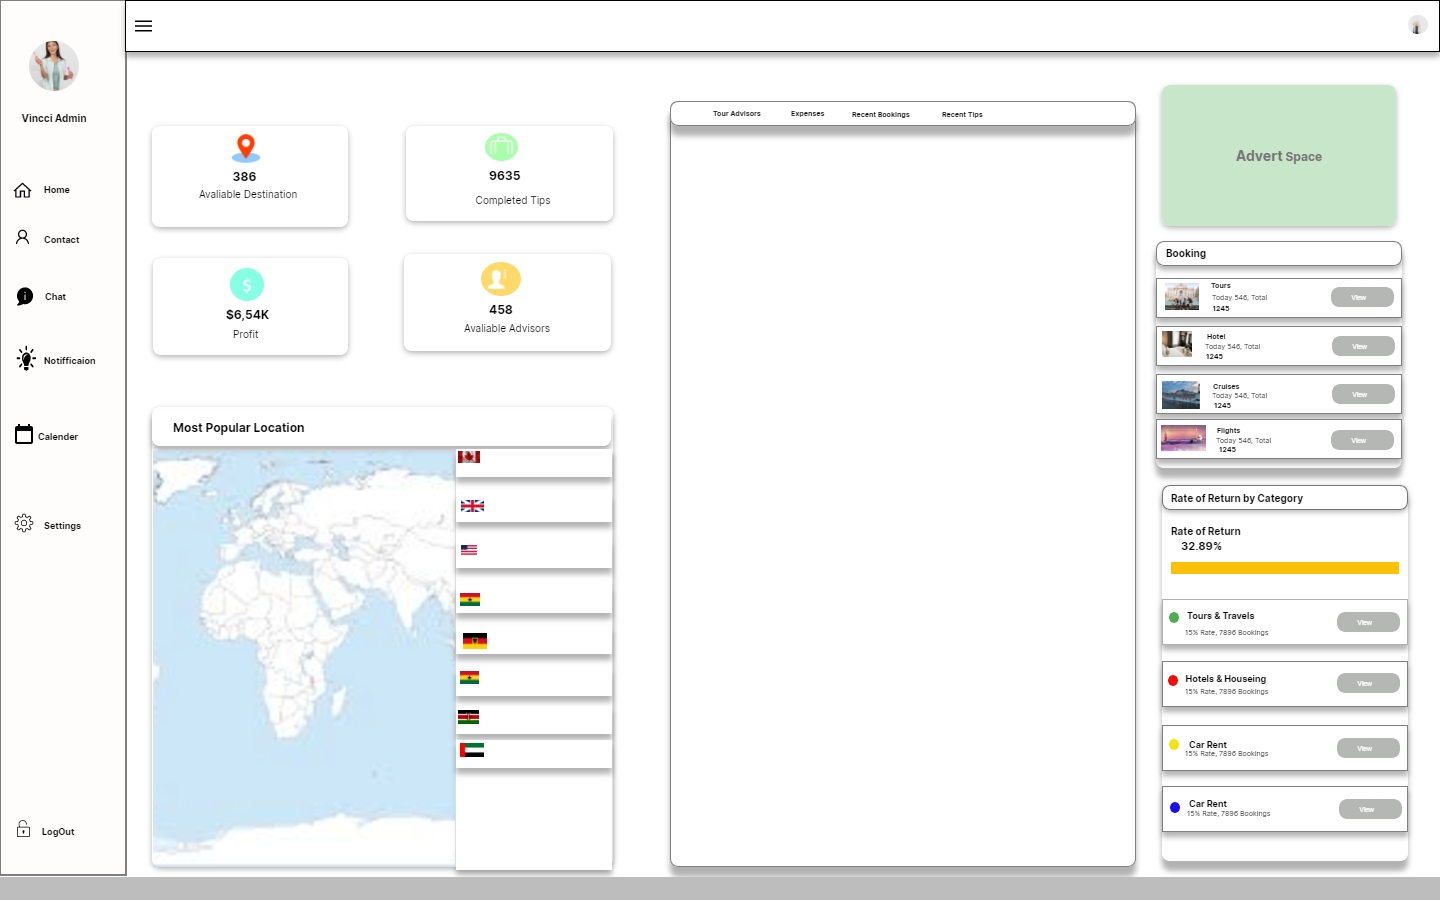 Vincci Admin
Home
Contact
Chat
Notifficaion
Calender
Settings
LogOut
386
Avaliable Destination
9635
Completed Tips
$
$6,54K
Profit
458
Avaliable Advisors
Most Popular Location
Tour Advisors
Expenses
Recent Bookings
Recent Tips
Advert Space
Booking
Tours
Today 546, Total
1245
View
Hotel
Today 546, Total
1245
View
Cruises
Today 546, Total
1245
View
Flights
Today 546, Total
1245
View
Rate of Return by Category
Rate of Return
32.89%
Tours & Travels
15% Rate, 7896 Bookings
View
Hotels & Houseing
15% Rate, 7896 Bookings
View
Car Rent
15% Rate, 7896 Bookings
View
Car Rent
15% Rate, 7896 Bookings
View